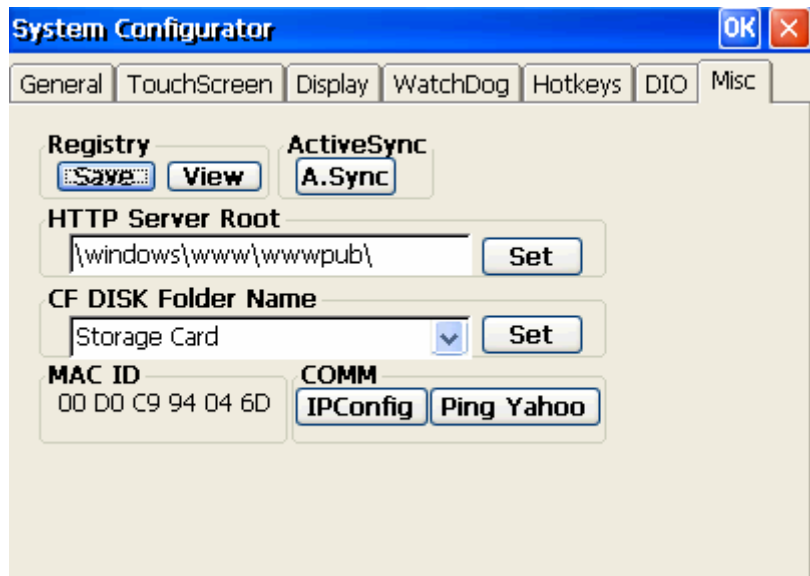 System Configurator OK
General TouchScreen Display WatchDog Hotkeys DIO Misc
Registry ActiveSync
Save View A.Sync
HTTP Server Root
\windows\www\wwwpub\ Set
CF DISK Folder Name
Storage Card Set
MAC ID COMM
00 D0 C9 94 04 6D IPConfig Ping Yahoo